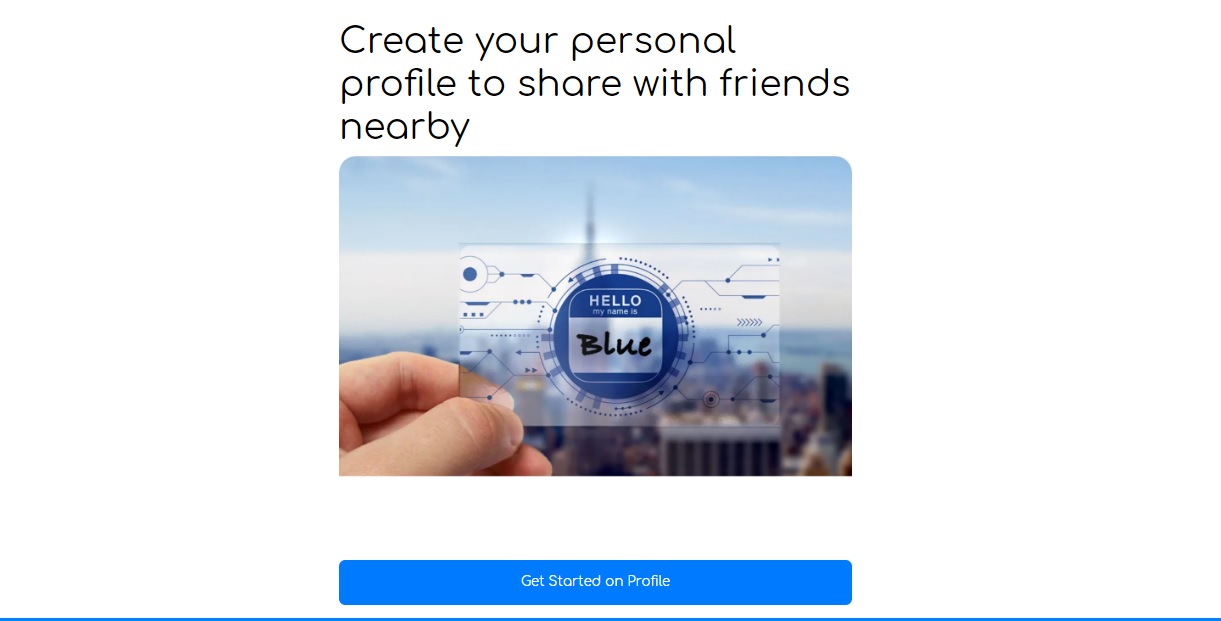 Create your personal
profile to share with friends
nearby
HELLO
my name is
Blue
Get Started on Profile